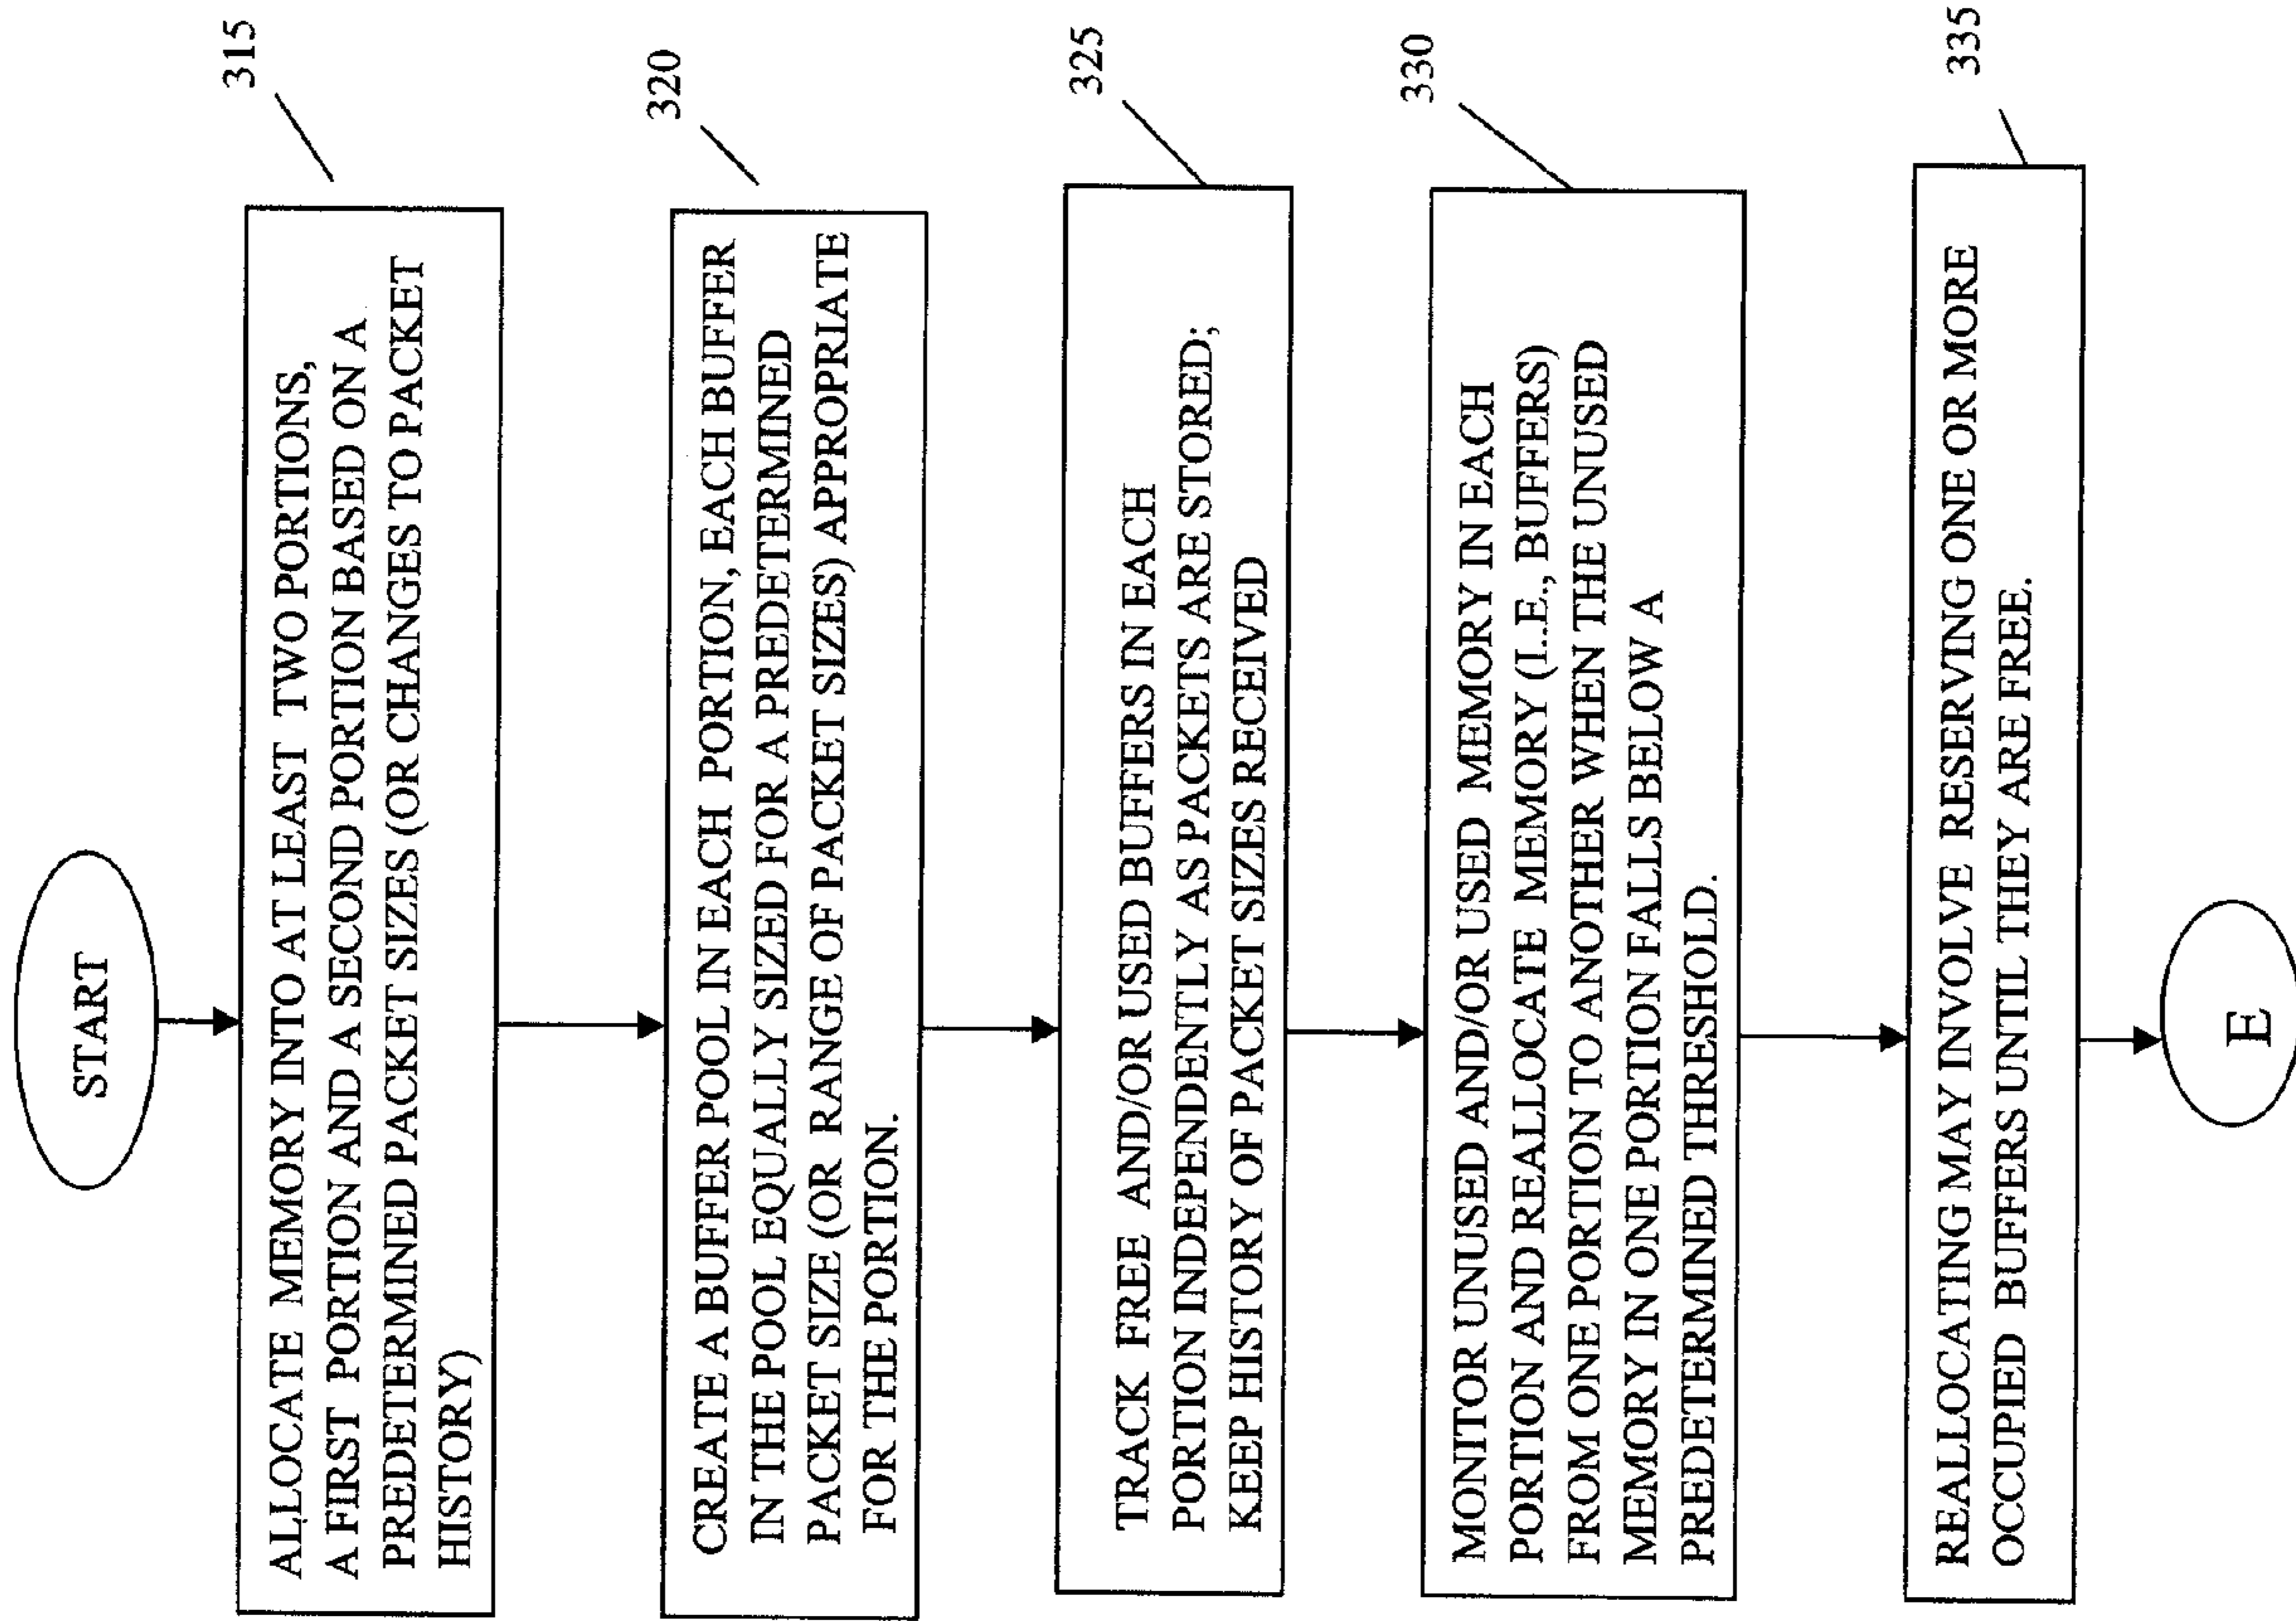 START
315
ALLOCATE MEMORY INTO AT LEAST TWO PORTIONS,
A FIRST PORTION AND A SECOND PORTION BASED ON A
PREDETERMINED PACKET SIZES (OR CHANGES TO PACKET
HISTORY)
320
CREATE A BUFFER POOL IN EACH PORTION, EACH BUFFER
IN THE POOL EQUALLY SIZED FOR A PREDETERMINED
PACKET SIZE (OR RANGE OF PACKET SIZES) APPROPRIATE
FOR THE PORTION.
325
TRACK FREE AND/OR USED BUFFERS IN EACH
PORTION INDEPENDENTLY AS PACKETS ARE STORED;
KEEP HISTORY OF PACKET SIZES RECEIVED
330
MONITOR UNUSED AND/OR USED MEMORY IN EACH
PORTION AND REALLOCATE MEMORY (I.E., BUFFERS)
FROM ONE PORTION TO ANOTHER WHEN THE UNUSED
MEMORY IN ONE PORTION FALLS BELOW A
PREDETERMINED THRESHOLD.
335
REALLOCATING MAY INVOLVE RESERVING ONE OR MORE
OCCUPIED BUFFERS UNTIL THEY ARE FREE.
E